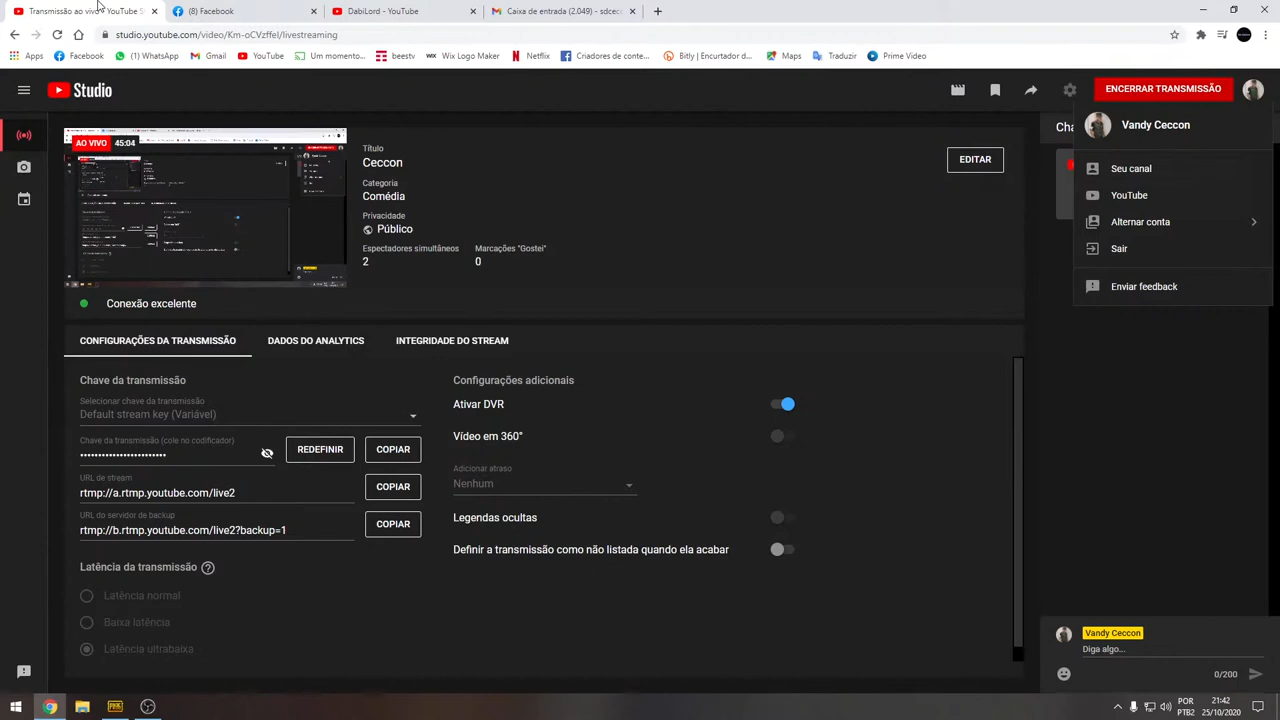 Transmissão ao vivo - YouTube S
(8) Facebook
DabiLord - YouTube
Caixa de entrada (2.049) - sdcec
studio.youtube.com/video/Km-oCVzffeI/livestreaming
Apps
Facebook
(1) WhatsApp
Gmail
YouTube
Um momento...
beestv
Wix Logo Maker
Netflix
Criadores de conte...
Bitly | Encurtador d...
Maps
Traduzir
Prime Video
Studio
ENCERRAR TRANSMISSÃO
Cha
Vandy Ceccon
Seu canal
YouTube
Alternar conta
Sair
Enviar feedback
AO VIVO 45:04
Título
Ceccon
EDITAR
Categoria
Comédia
Privacidade
Público
Espectadores simultâneos
2
Marcações "Gostei"
0
Conexão excelente
CONFIGURAÇÕES DA TRANSMISSÃO
DADOS DO ANALYTICS
INTEGRIDADE DO STREAM
Chave da transmissão
Selecionar chave da transmissão
Default stream key (Variável)
Chave da transmissão (cole no codificador)
••••••••••••••••••••••••
REDEFINIR
COPIAR
URL de stream
rtmp://a.rtmp.youtube.com/live2
COPIAR
URL do servidor de backup
rtmp://b.rtmp.youtube.com/live2?backup=1
COPIAR
Latência da transmissão
Latência normal
Baixa latência
Latência ultrabaixa
Configurações adicionais
Ativar DVR
Vídeo em 360°
Adicionar atraso
Nenhum
Legendas ocultas
Definir a transmissão como não listada quando ela acabar
Vandy Ceccon
Diga algo...
0/200
POR
PTB2
21:42
25/10/2020